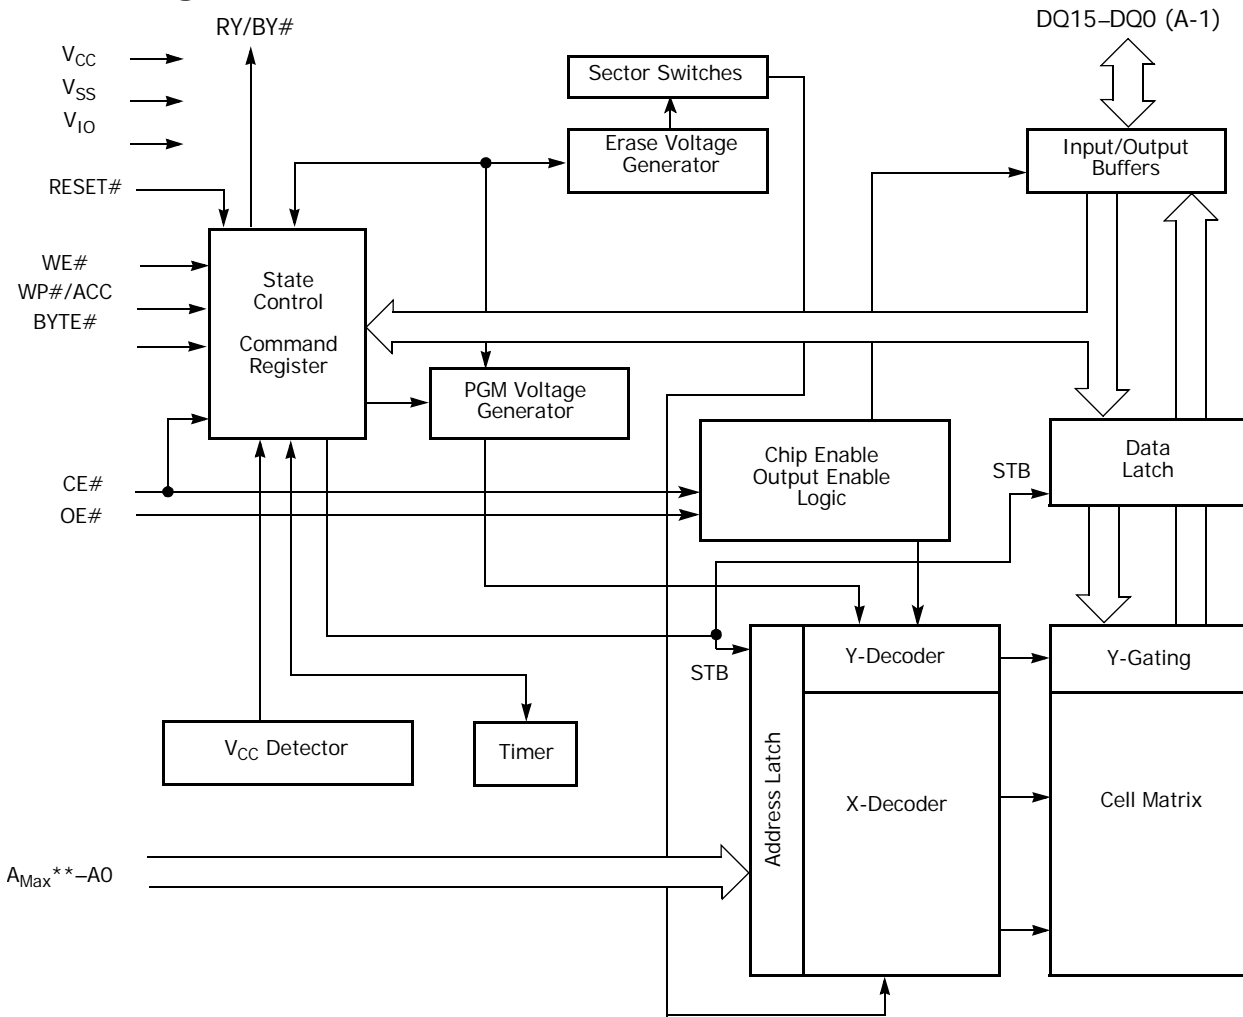 RY/BY#
DQ15–DQ0 (A-1)
VCC
VSS
VIO
RESET#
WE#
WP#/ACC
BYTE#
CE#
OE#
Sector Switches
Erase Voltage
Generator
Input/Output
Buffers
State
Control
Command
Register
PGM Voltage
Generator
Chip Enable
Output Enable
Logic
STB
Data
Latch
STB
Y-Decoder
Y-Gating
VCC Detector
Timer
Address Latch
X-Decoder
Cell Matrix
AMax**–A0